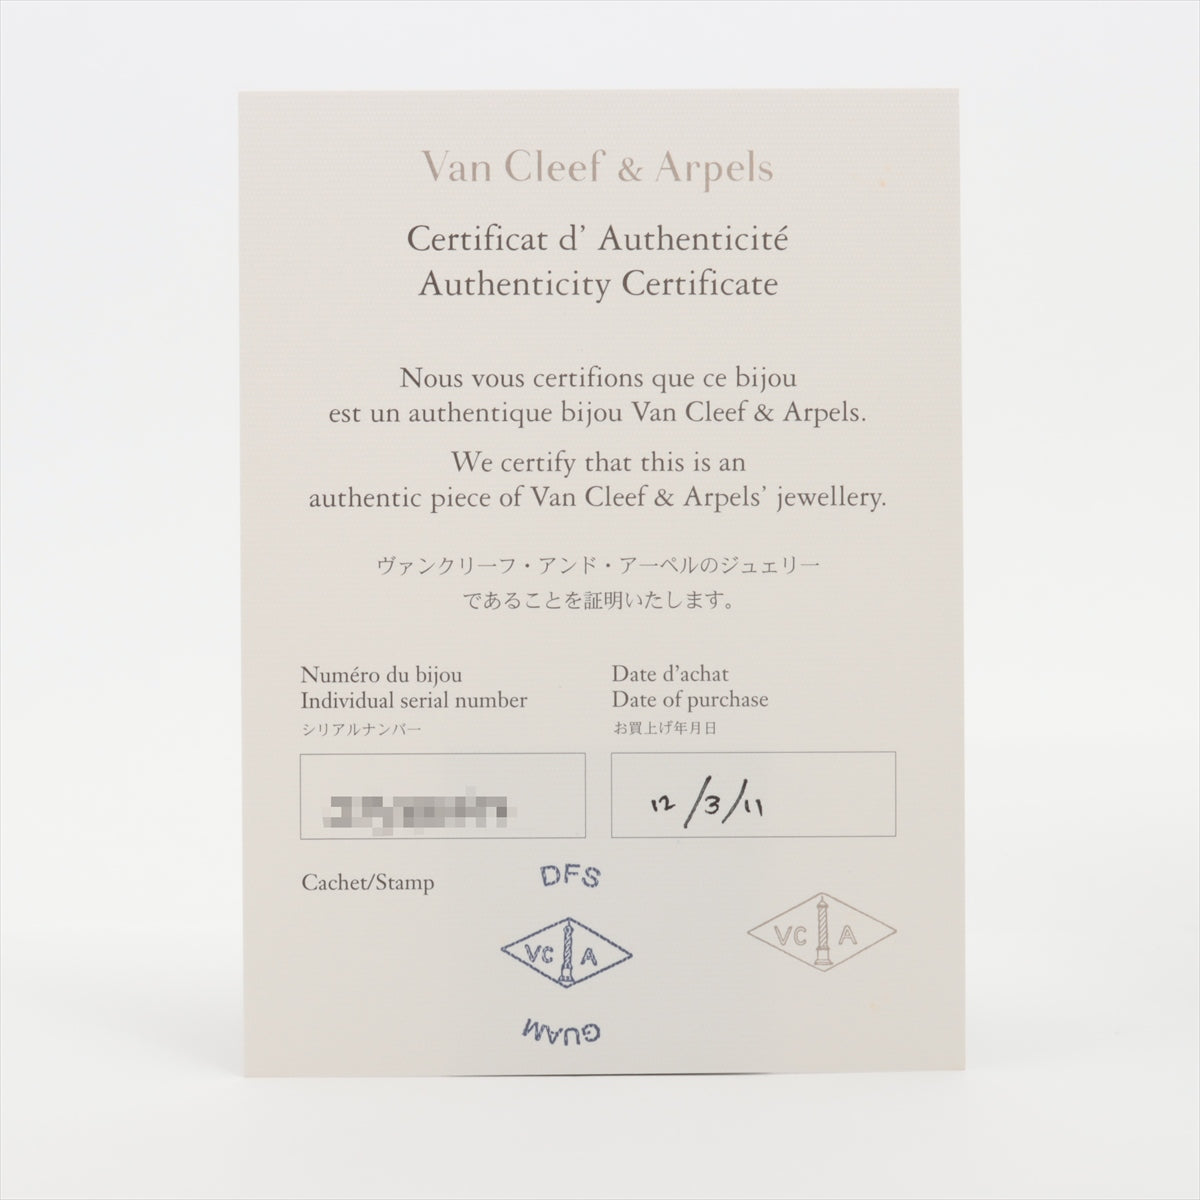 Van Cleef & Arpels
Certificat d' Authenticité
Authenticity Certificate
Nous vous certifions que ce bijou
est un authentique bijou Van Cleef & Arpels.
We certify that this is an
authentic piece of Van Cleef & Arpels' jewellery.
ヴァンクリーフ・アンド・アーペルのジュエリー
であることを証明いたします。
Numéro du bijou
Individual serial number
シリアルナンバー
Date d'achat
Date of purchase
お買上げ年月日
12/3/11
Cachet/Stamp
DFS
VC A
GUAM
VC A